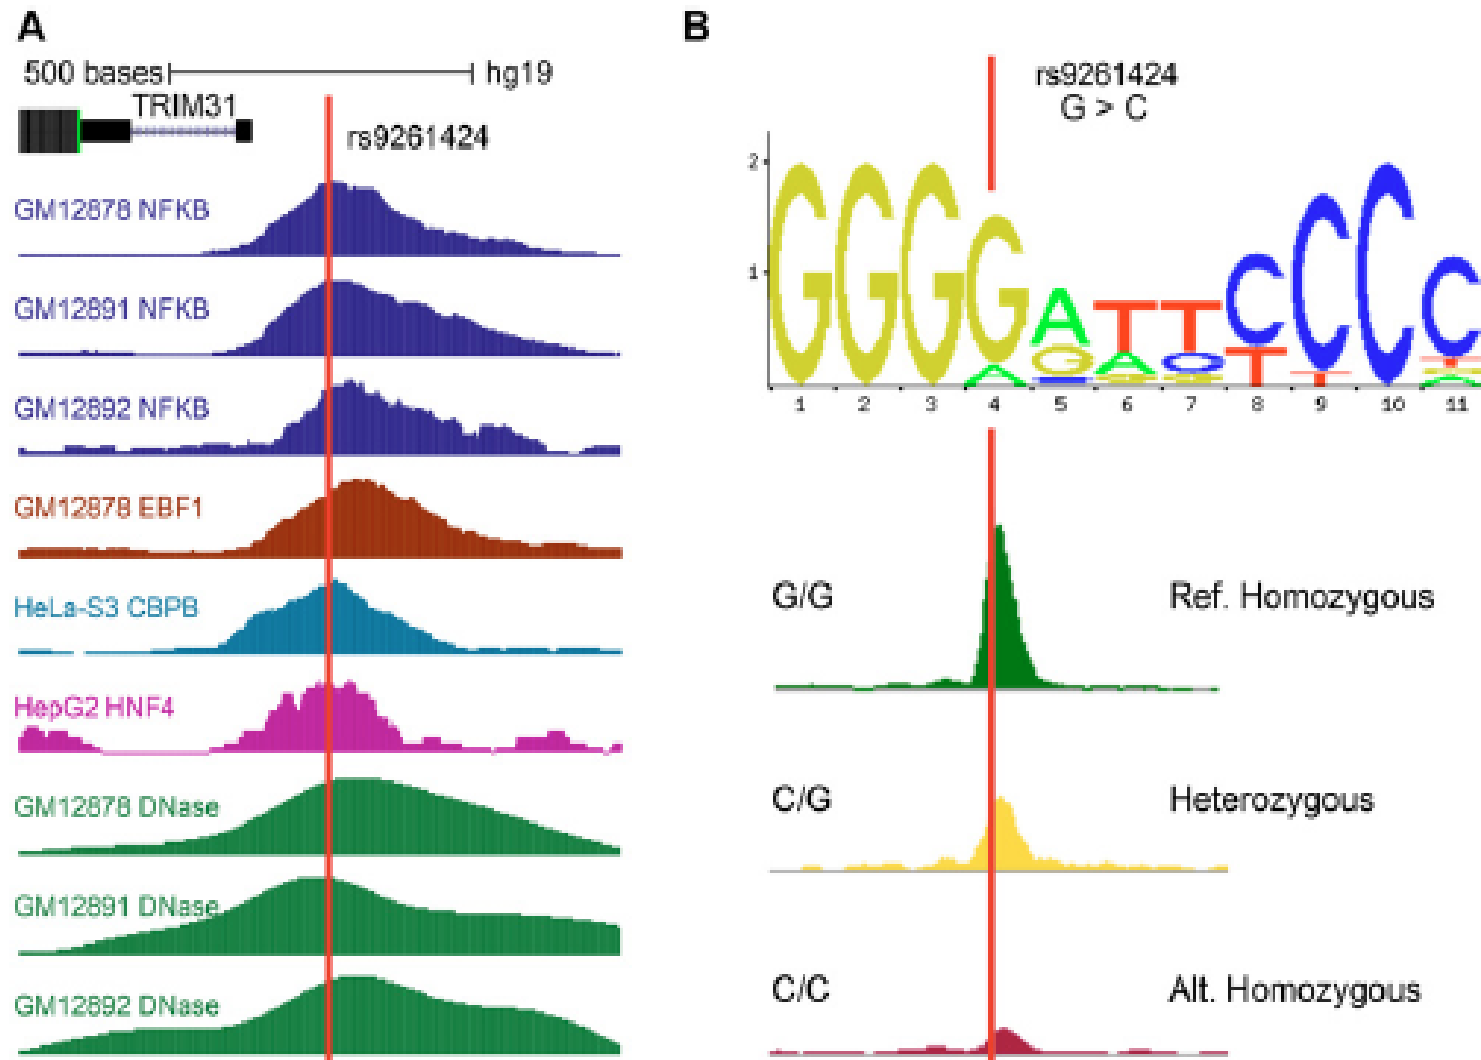 A
500 bases hg19
TRIM31
rs9261424
GM12878 NFKB
GM12891 NFKB
GM12892 NFKB
GM12878 EBF1
HeLa-S3 CBPB
HepG2 HNF4
GM12878 DNase
GM12891 DNase
GM12892 DNase
B
rs9261424
G > C
2
1
GGGGATTCCCC
AGACTTT
1 2 3 4 5 6 7 8 9 10 11
G/G Ref. Homozygous
C/G Heterozygous
C/C Alt. Homozygous